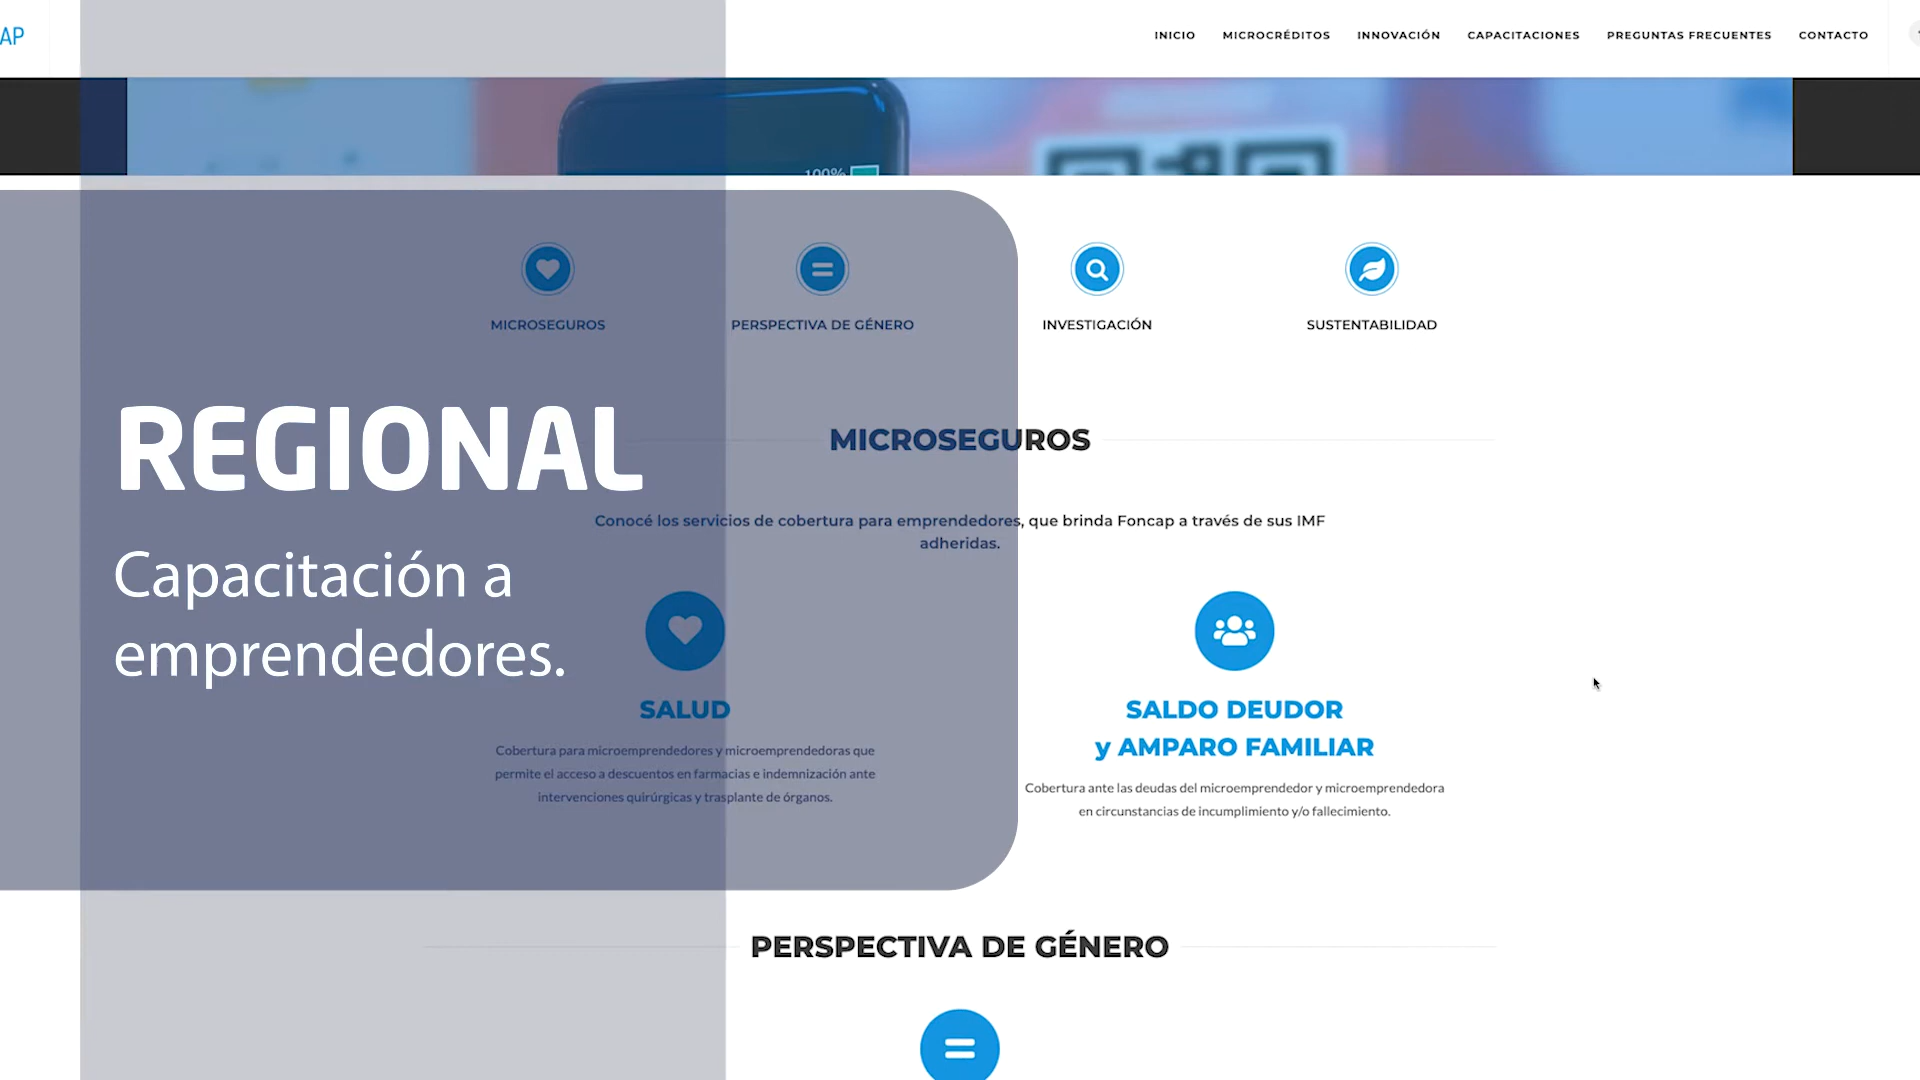 AP
INICIO MICROCRÉDITOS INNOVACIÓN CAPACITACIONES PREGUNTAS FRECUENTES CONTACTO
100%
MICROSEGUROS PERSPECTIVA DE GÉNERO INVESTIGACIÓN SUSTENTABILIDAD
REGIONAL
Capacitación a
emprendedores.
MICROSEGUROS
Conocé los servicios de cobertura para emprendedores, que brinda Foncap a través de sus IMF
adheridas.
SALUD
Cobertura para microemprendedores y microemprendedoras que
permite el acceso a descuentos en farmacias e indemnización ante
intervenciones quirúrgicas y trasplante de órganos.
SALDO DEUDOR
y AMPARO FAMILIAR
Cobertura ante las deudas del microemprendedor y microemprendedora
en circunstancias de incumplimiento y/o fallecimiento.
PERSPECTIVA DE GÉNERO